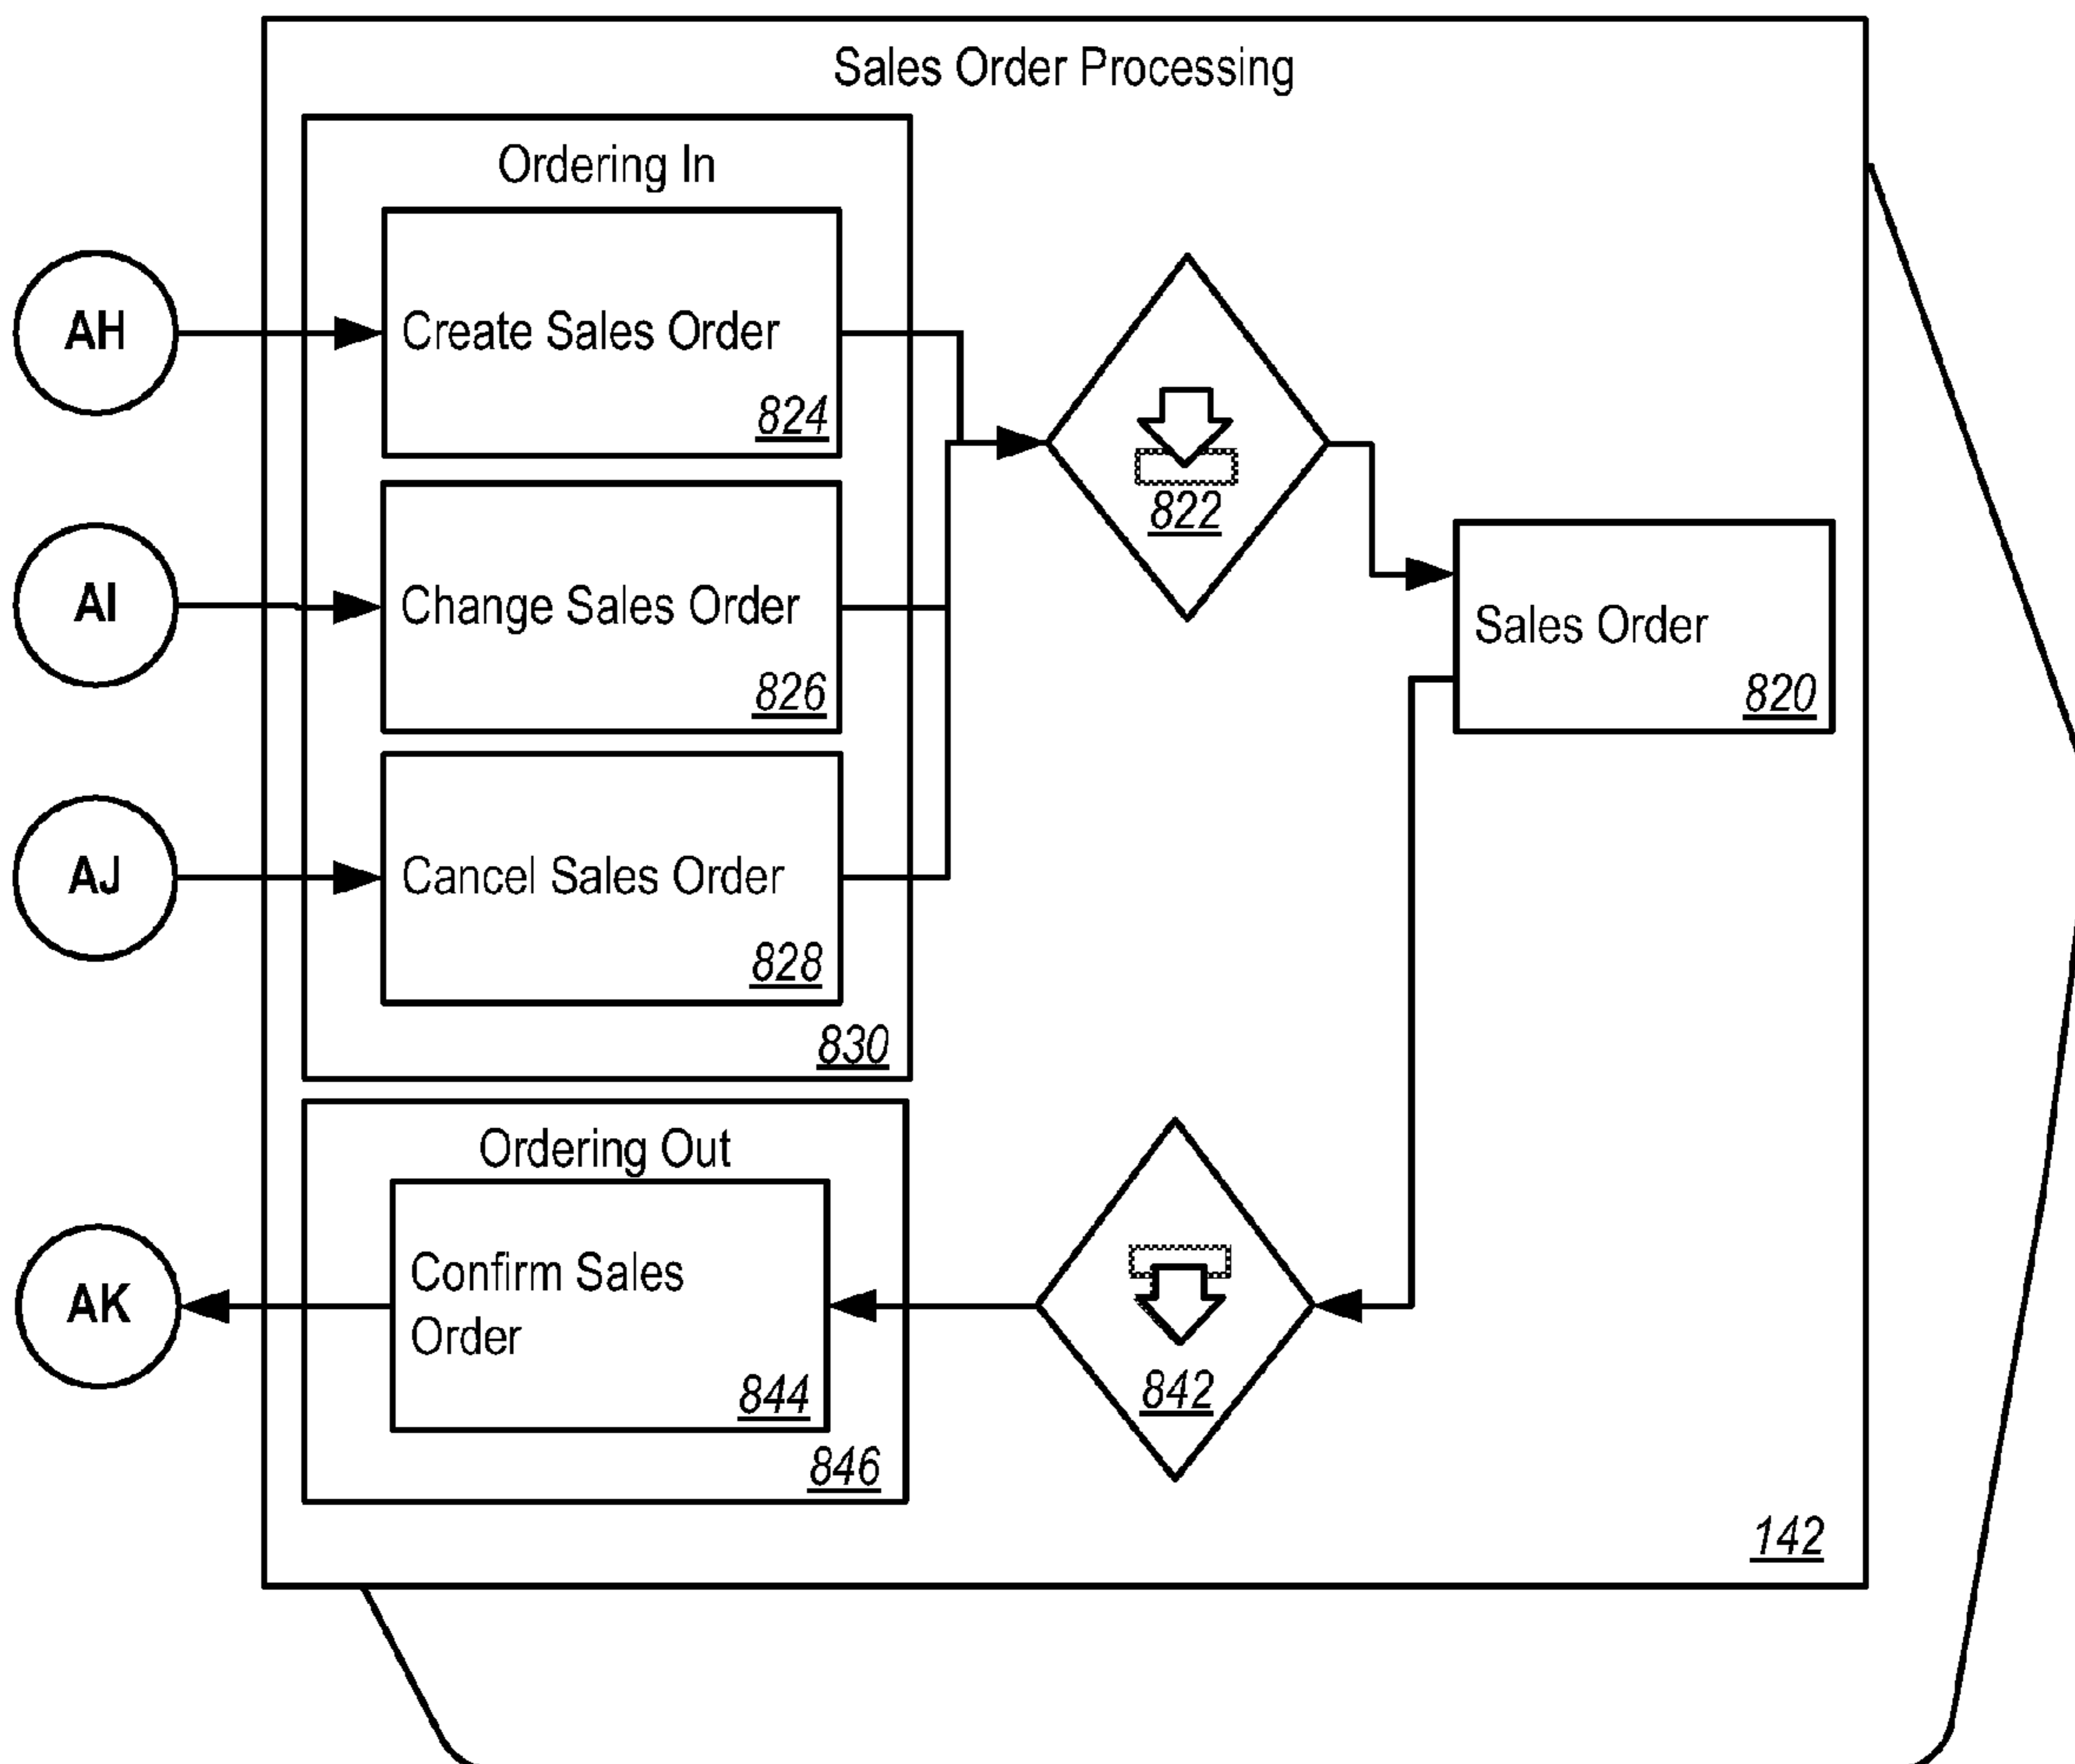 Sales Order Processing
Ordering In
AH
Create Sales Order
824
822
AI
Change Sales Order
826
Sales Order
820
AJ
Cancel Sales Order
828
830
Ordering Out
AK
Confirm Sales
Order
844
842
846
142